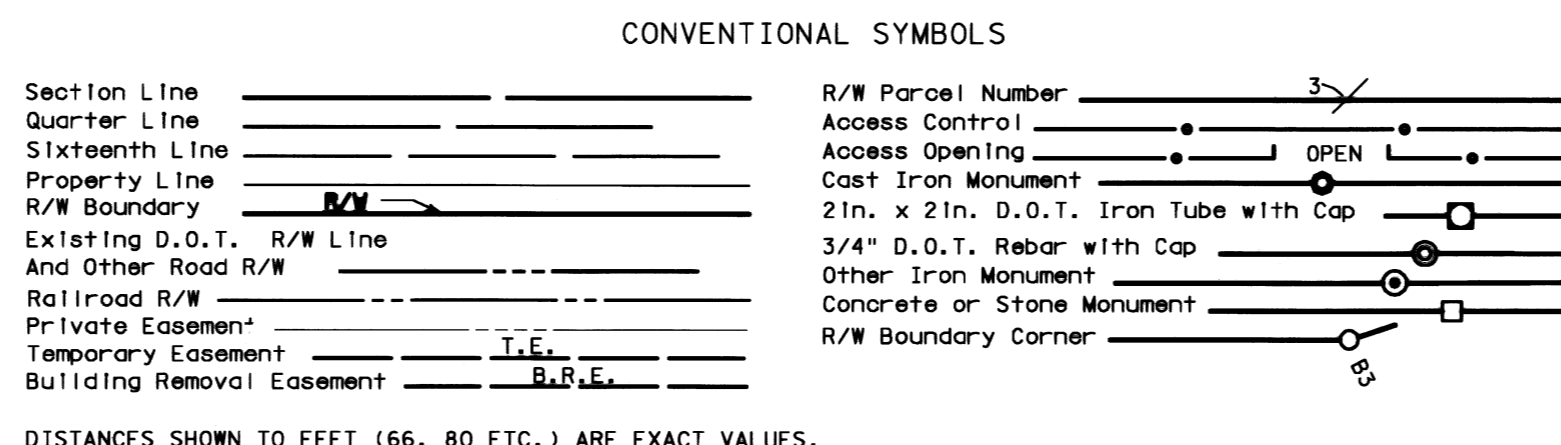 CONVENTIONAL SYMBOLS
Section Line
Quarter Line
Sixteenth Line
Property Line
R/W Boundary R/W
Existing D.O.T. R/W Line
And Other Road R/W
Railroad R/W
Private Easement
Temporary Easement T.E.
Building Removal Easement B.R.E.
R/W Parcel Number 3
Access Control
Access Opening OPEN
Cast Iron Monument
2in. x 2in. D.O.T. Iron Tube with Cap
3/4" D.O.T. Rebar with Cap
Other Iron Monument
Concrete or Stone Monument
R/W Boundary Corner
B3
DISTANCES SHOWN TO FEET (66, 80 ETC.) ARE EXACT VALUES.